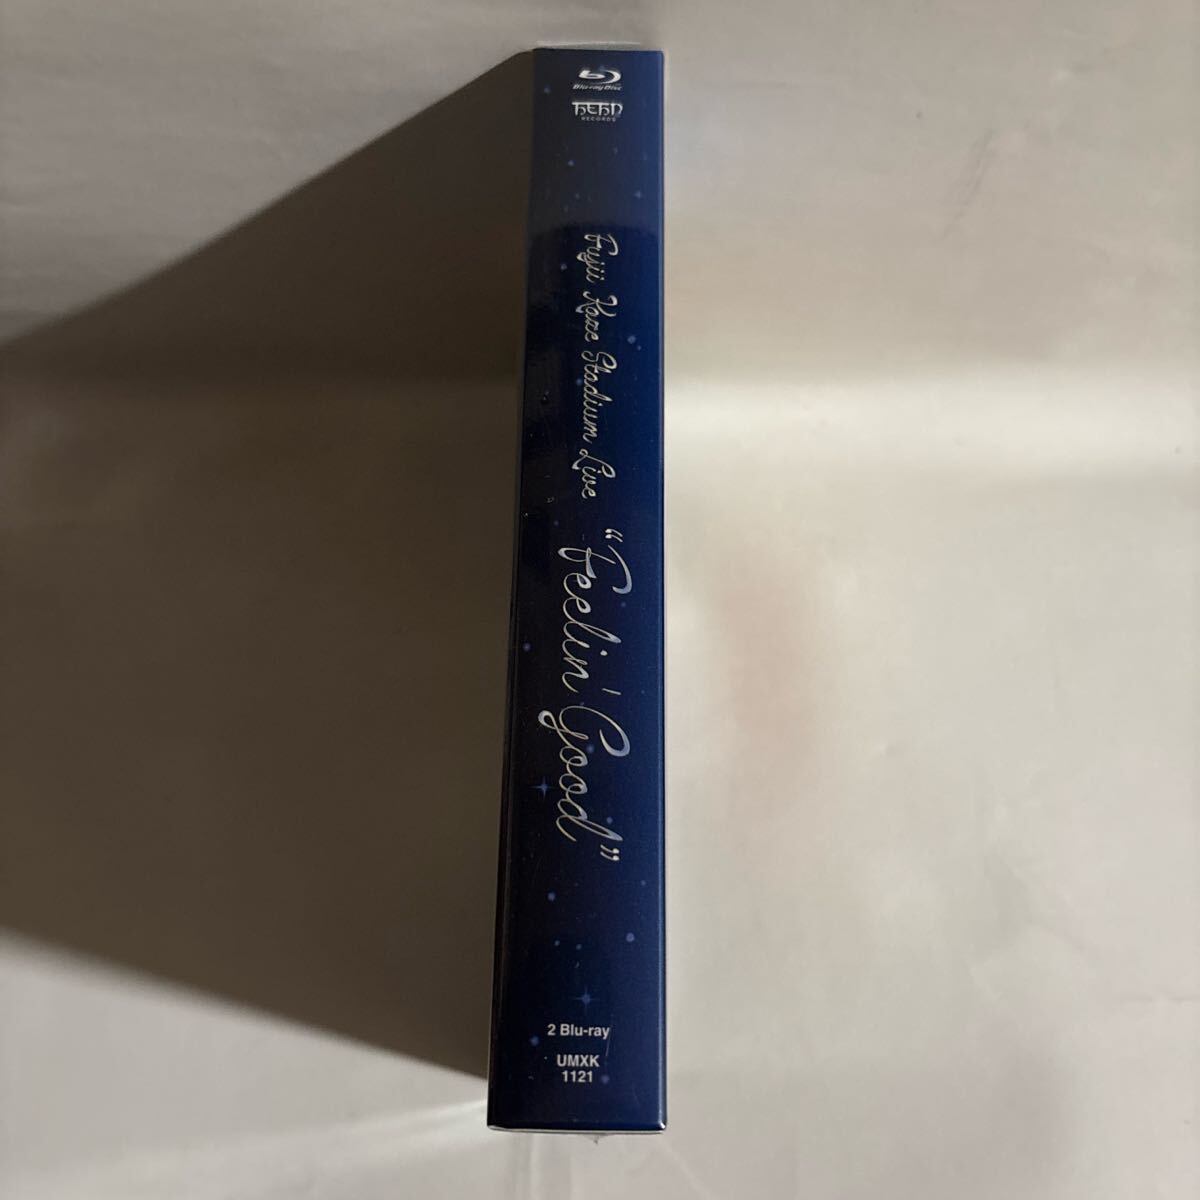 Blu-ray Disc
HEHN
RECORDS
Fujii Kaze Stadium Live
“Feelin' Good”
2 Blu-ray
UMXK
1121